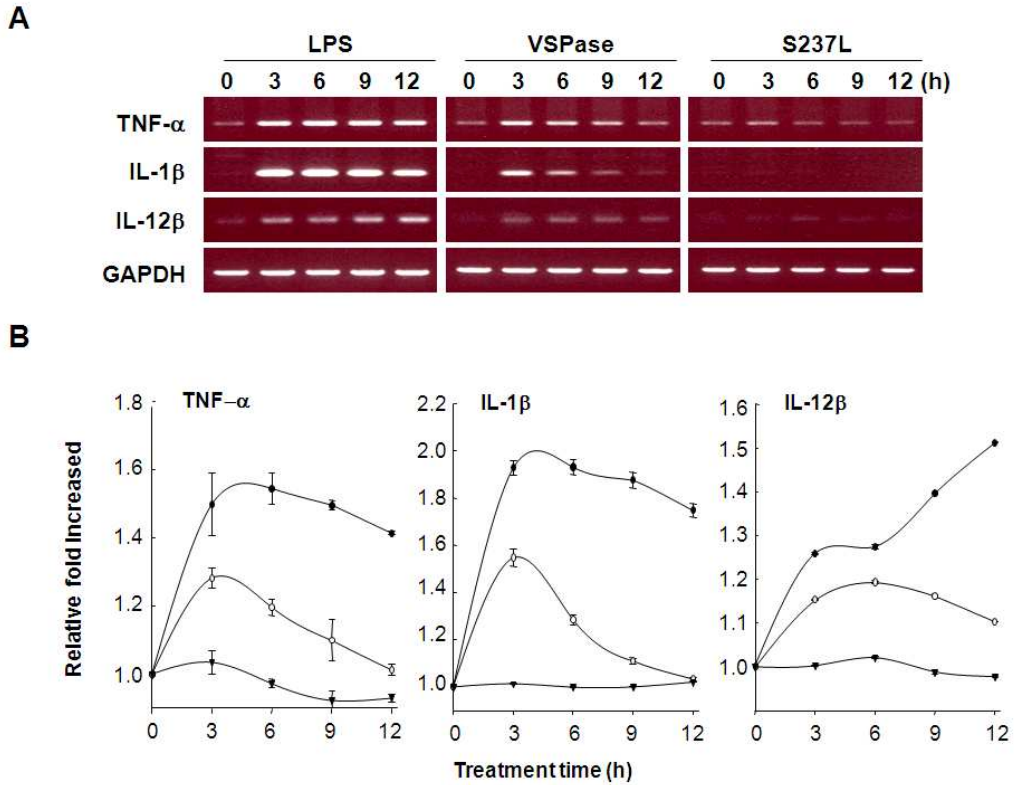 A
LPS VSPase S237L
0 3 6 9 12 0 3 6 9 12 0 3 6 9 12 (h)
TNF-α
IL-1β
IL-12β
GAPDH
B
TNF-α IL-1β IL-12β
Relative fold Increased
1.8
1.6
1.4
1.2
1.0
2.2
2.0
1.8
1.6
1.4
1.2
1.0
1.6
1.5
1.4
1.3
1.2
1.1
1.0
0 3 6 9 12 0 3 6 9 12 0 3 6 9 12
Treatment time (h)